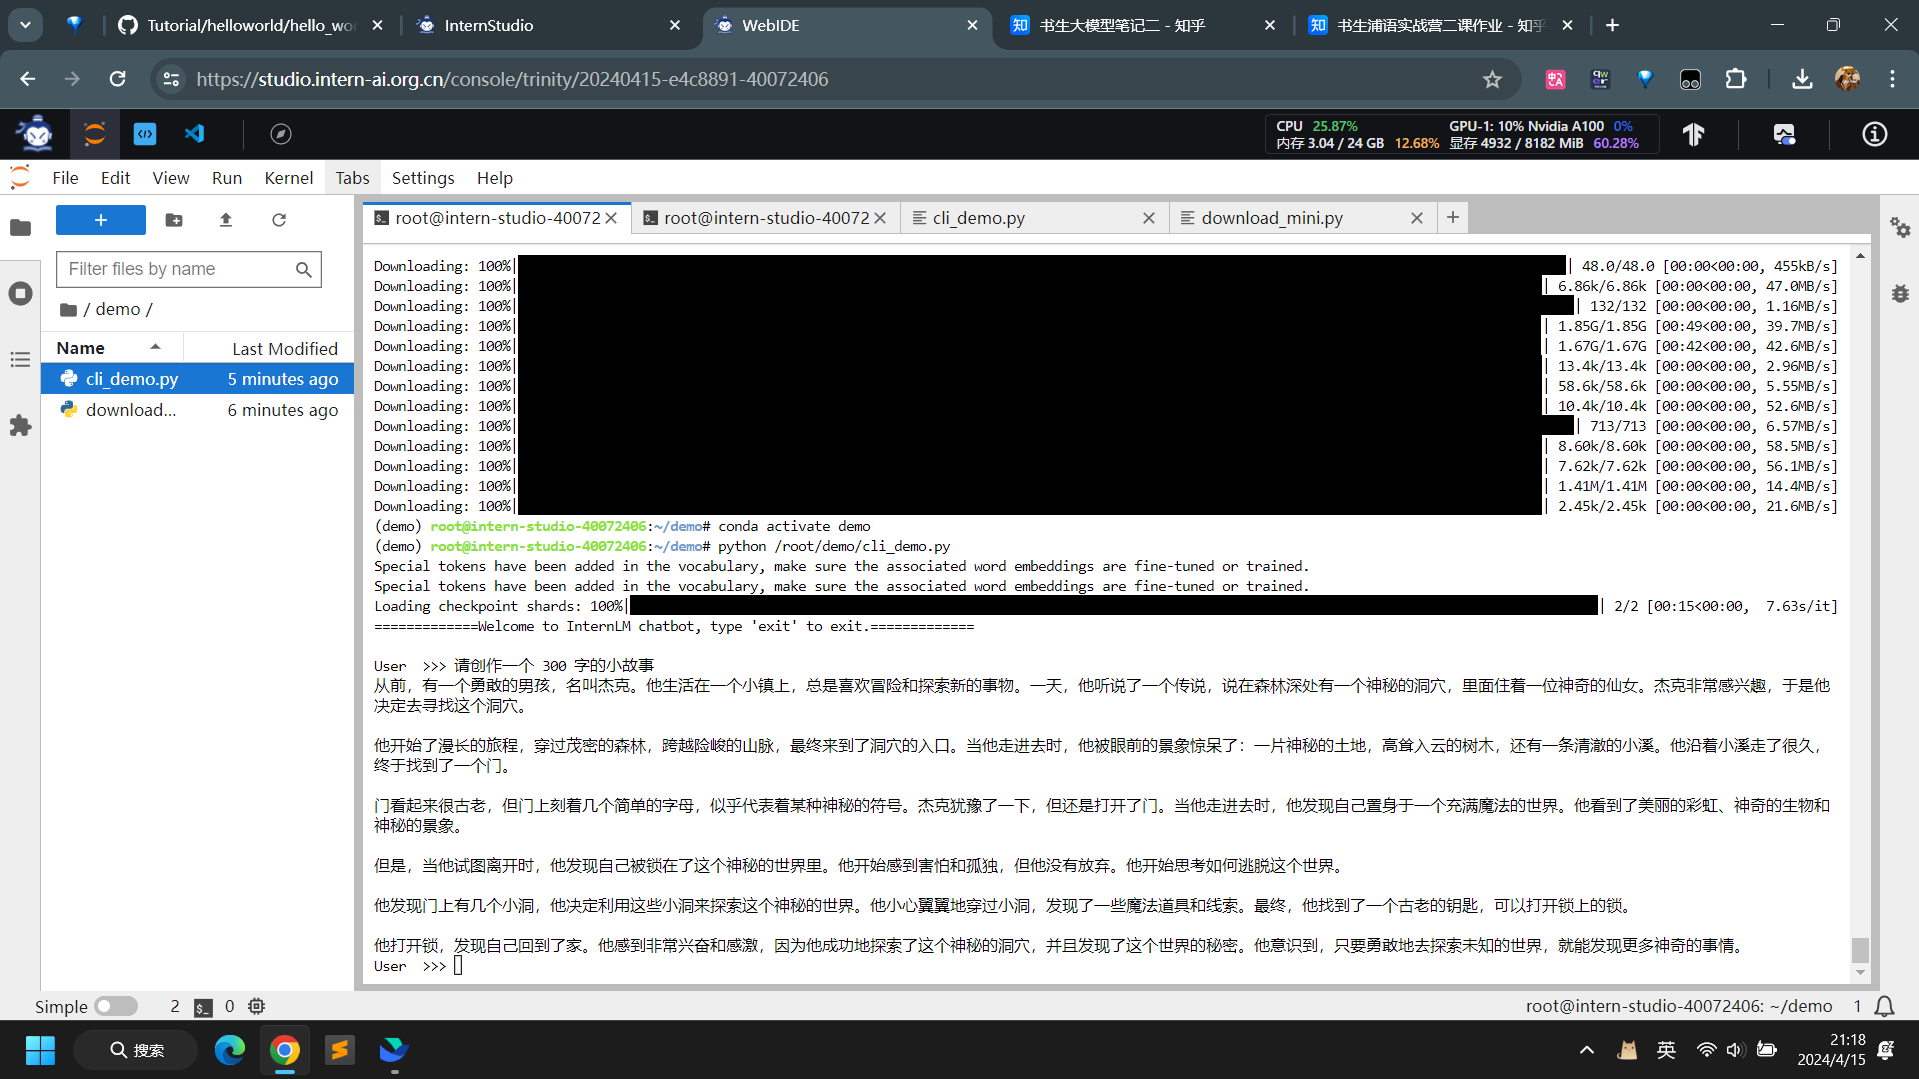 Tutorial/helloworld/hello_wo
InternStudio
WebIDE
知 书生大模型笔记二 - 知乎
知 书生浦语实战营二课作业 - 知乎
https://studio.intern-ai.org.cn/console/trinity/20240415-e4c8891-40072406
CPU 25.87% GPU-1: 10% Nvidia A100 0%
内存 3.04 / 24 GB 12.68% 显存 4932 / 8182 MiB 60.28%
File Edit View Run Kernel Tabs Settings Help
root@intern-studio-40072
root@intern-studio-40072
cli_demo.py
download_mini.py
Filter files by name
/ demo /
Name Last Modified
cli_demo.py 5 minutes ago
download... 6 minutes ago
Downloading: 100%| | 48.0/48.0 [00:00<00:00, 455kB/s]
Downloading: 100%| | 6.86k/6.86k [00:00<00:00, 47.0MB/s]
Downloading: 100%| | 132/132 [00:00<00:00, 1.16MB/s]
Downloading: 100%| | 1.85G/1.85G [00:49<00:00, 39.7MB/s]
Downloading: 100%| | 1.67G/1.67G [00:42<00:00, 42.6MB/s]
Downloading: 100%| | 13.4k/13.4k [00:00<00:00, 2.96MB/s]
Downloading: 100%| | 58.6k/58.6k [00:00<00:00, 5.55MB/s]
Downloading: 100%| | 10.4k/10.4k [00:00<00:00, 52.6MB/s]
Downloading: 100%| | 713/713 [00:00<00:00, 6.57MB/s]
Downloading: 100%| | 8.60k/8.60k [00:00<00:00, 58.5MB/s]
Downloading: 100%| | 7.62k/7.62k [00:00<00:00, 56.1MB/s]
Downloading: 100%| | 1.41M/1.41M [00:00<00:00, 14.4MB/s]
Downloading: 100%| | 2.45k/2.45k [00:00<00:00, 21.6MB/s]
(demo) root@intern-studio-40072406:~/demo# conda activate demo
(demo) root@intern-studio-40072406:~/demo# python /root/demo/cli_demo.py
Special tokens have been added in the vocabulary, make sure the associated word embeddings are fine-tuned or trained.
Special tokens have been added in the vocabulary, make sure the associated word embeddings are fine-tuned or trained.
Loading checkpoint shards: 100%| | 2/2 [00:15<00:00, 7.63s/it]
=============Welcome to InternLM chatbot, type 'exit' to exit.=============
User >>> 请创作一个 300 字的小故事
从前，有一个勇敢的男孩，名叫杰克。他生活在一个小镇上，总是喜欢冒险和探索新的事物。一天，他听说了一个传说，说在森林深处有一个神秘的洞穴，里面住着一位神奇的仙女。杰克非常感兴趣，于是他
决定去寻找这个洞穴。
他开始了漫长的旅程，穿过茂密的森林，跨越险峻的山脉，最终来到了洞穴的入口。当他走进去时，他被眼前的景象惊呆了：一片神秘的土地，高耸入云的树木，还有一条清澈的小溪。他沿着小溪走了很久，
终于找到了一个门。
门看起来很古老，但门上刻着几个简单的字母，似乎代表着某种神秘的符号。杰克犹豫了一下，但还是打开了门。当他走进去时，他发现自己置身于一个充满魔法的世界。他看到了美丽的彩虹、神奇的生物和
神秘的景象。
但是，当他试图离开时，他发现自己被锁在了这个神秘的世界里。他开始感到害怕和孤独，但他没有放弃。他开始思考如何逃脱这个世界。
他发现门上有几个小洞，他决定利用这些小洞来探索这个神秘的世界。他小心翼翼地穿过小洞，发现了一些魔法道具和线索。最终，他找到了一个古老的钥匙，可以打开锁上的锁。
他打开锁，发现自己回到了家。他感到非常兴奋和感激，因为他成功地探索了这个神秘的洞穴，并且发现了这个世界的秘密。他意识到，只要勇敢地去探索未知的世界，就能发现更多神奇的事情。
User >>>
Simple 2 0 root@intern-studio-40072406: ~/demo 1
搜索
英
21:18
2024/4/15